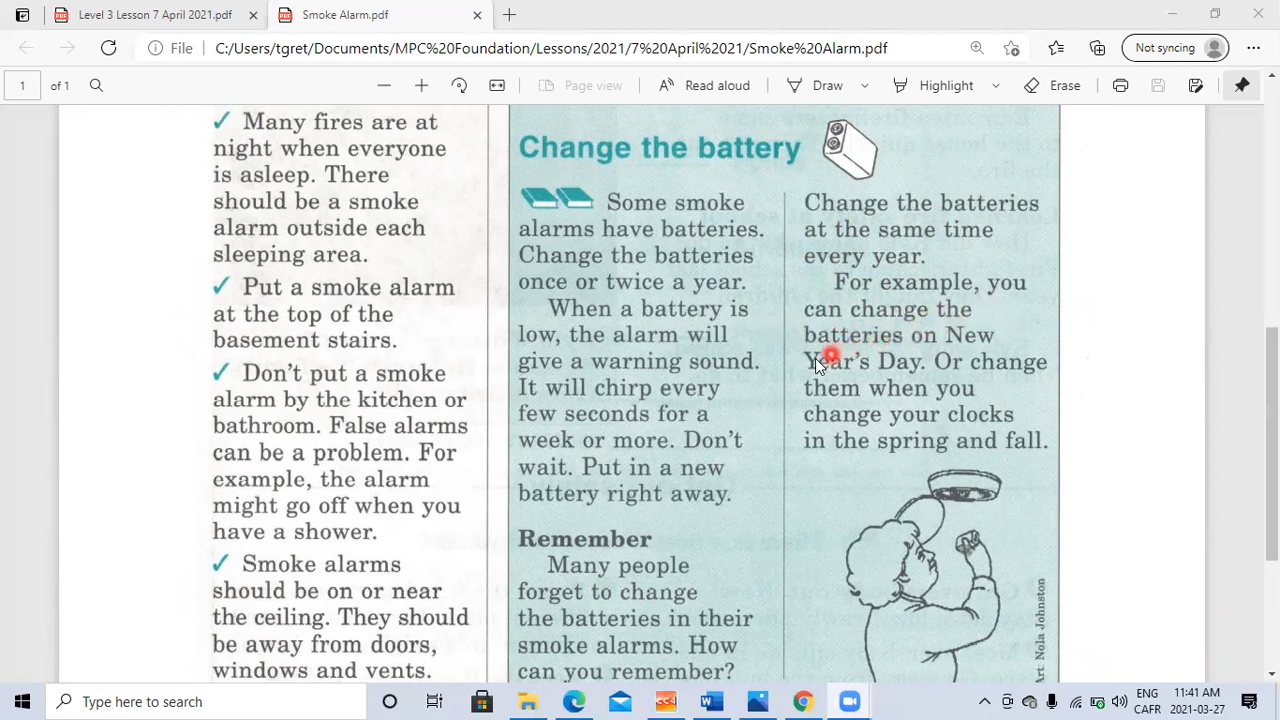 Level 3 Lesson 7 April 2021.pdf
Smoke Alarm.pdf
File
C:/Users/tgret/Documents/MPC%20Foundation/Lessons/2021/7%20April%2021/Smoke%20Alarm.pdf
Not syncing
1 of 1
Page view
Read aloud
Draw
Highlight
Erase
✓ Many fires are at
night when everyone
is asleep. There
should be a smoke
alarm outside each
sleeping area.
✓ Put a smoke alarm
at the top of the
basement stairs.
✓ Don't put a smoke
alarm by the kitchen or
bathroom. False alarms
can be a problem. For
example, the alarm
might go off when you
have a shower.
✓ Smoke alarms
should be on or near
the ceiling. They should
be away from doors,
windows and vents.
Change the battery
Some smoke
alarms have batteries.
Change the batteries
once or twice a year.
When a battery is
low, the alarm will
give a warning sound.
It will chirp every
few seconds for a
week or more. Don't
wait. Put in a new
battery right away.
Remember
Many people
forget to change
the batteries in their
smoke alarms. How
can you remember?
Change the batteries
at the same time
every year.
For example, you
can change the
batteries on New
Year's Day. Or change
them when you
change your clocks
in the spring and fall.
Art: Nola Johnston
Type here to search
CC4
ENG
CAFR
11:41 AM
2021-03-27